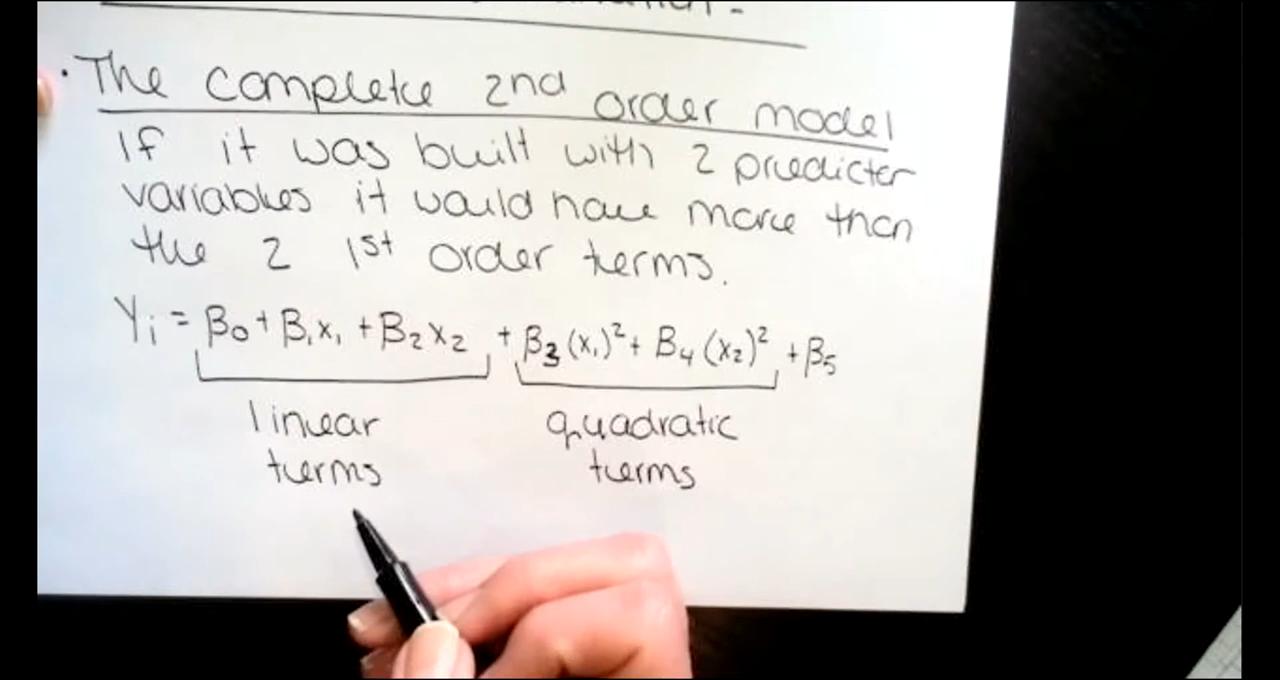 · The complete 2nd order model
If it was built with 2 predicter
variables it would have more than
the 2 1st order terms.
Yi = β0 + β1x1 + β2x2 + β3(x1)² + β4(x2)² + β5
linear quadratic
terms terms